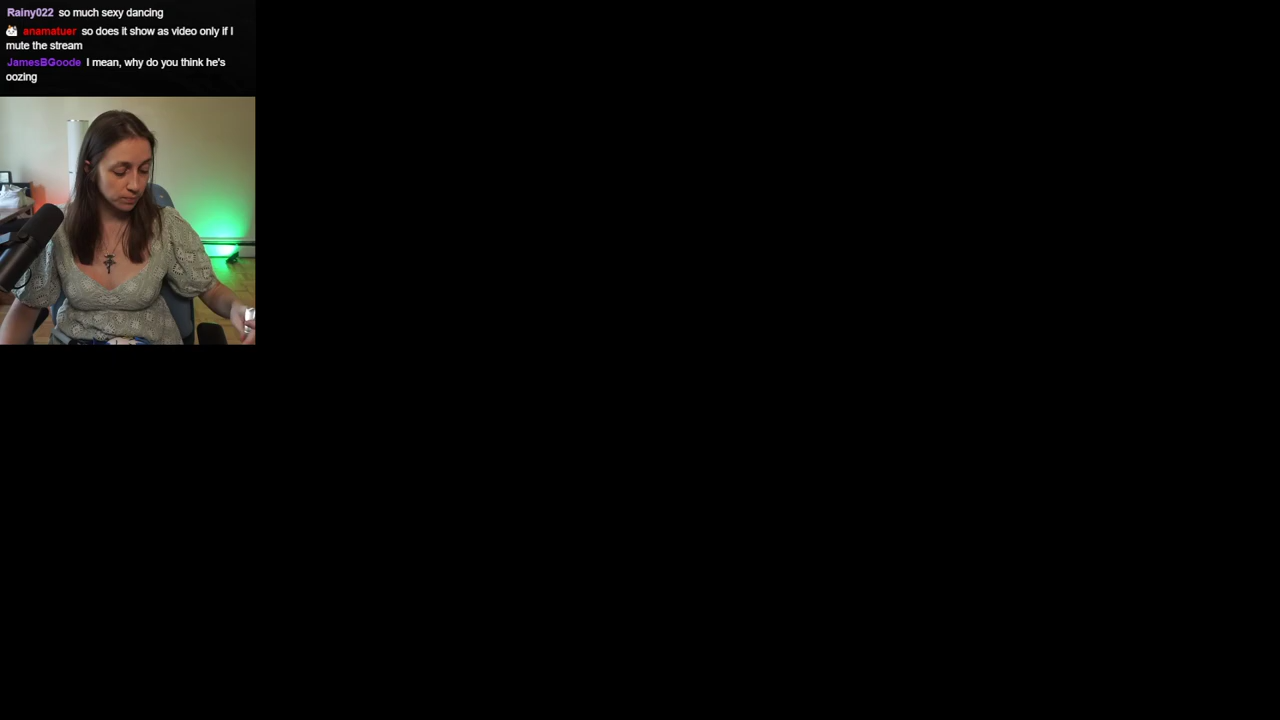 Rainy022 so much sexy dancing
anamatuer so does it show as video only if I
mute the stream
JamesBGoode I mean, why do you think he's
oozing